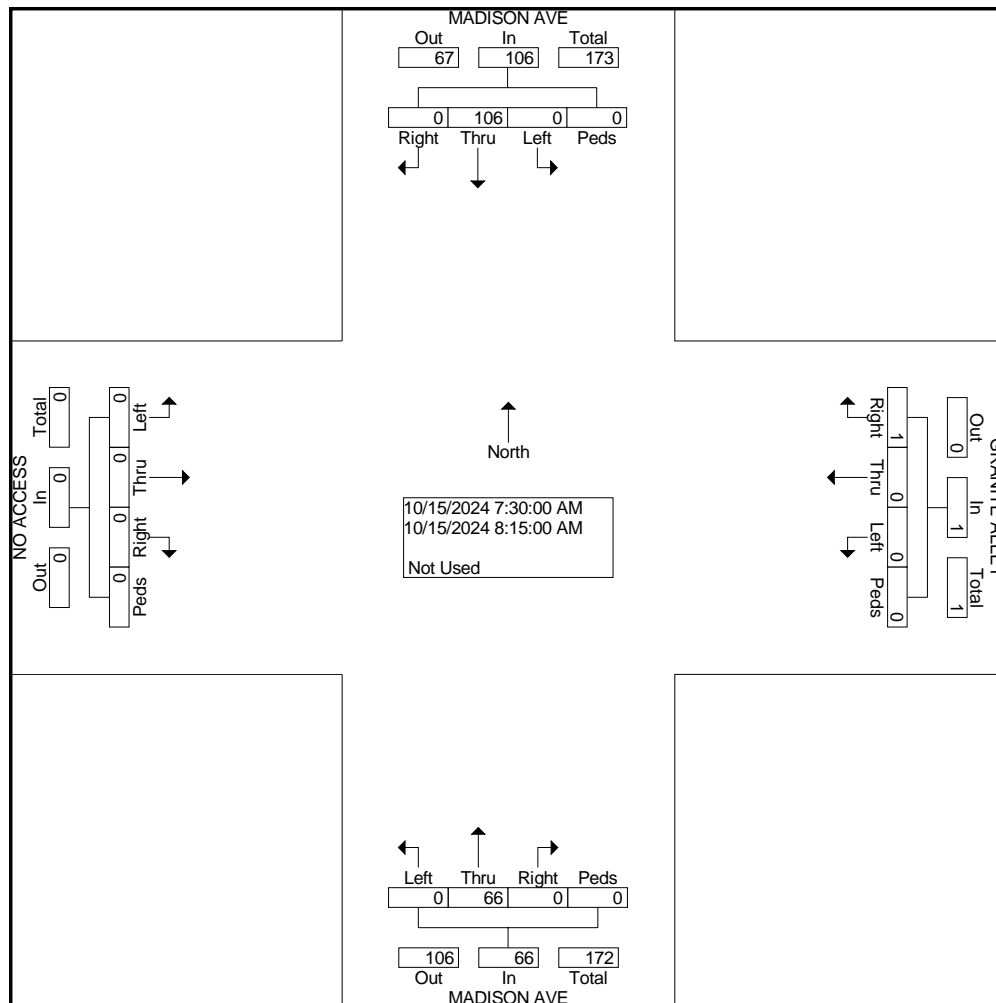 MADISON AVE
Out In Total
67 106 173
0 106 0 0
Right Thru Left Peds
NO ACCESS
Total In Out
0 0 0
0 0 0 0
Left Thru Right Peds
North
10/15/2024 7:30:00 AM
10/15/2024 8:15:00 AM
Not Used
Right Thru Left Peds
1 0 0 0
0 1 1
Out In Total
GRANITE ALLEY
Left Thru Right Peds
0 66 0 0
106 66 172
Out In Total
MADISON AVE